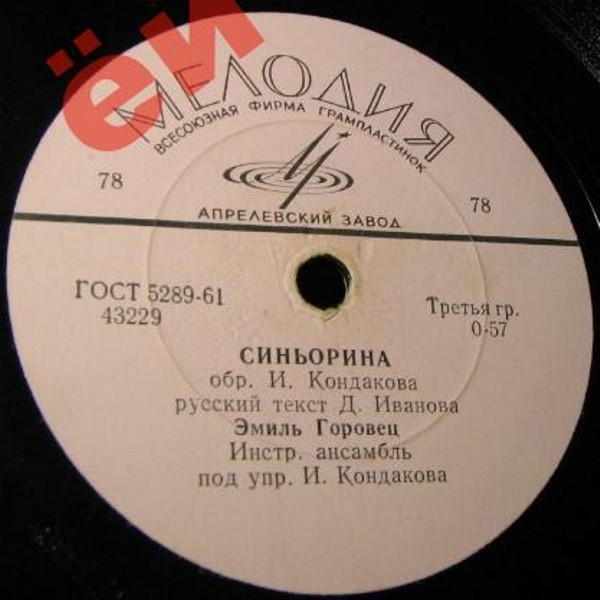 ёи
МЕЛОДИЯ
ВСЕСОЮЗНАЯ ФИРМА ГРАМПЛАСТИНОК
78
78
АПРЕЛЕВСКИЙ ЗАВОД
ГОСТ 5289-61
43229
Третья гр.
0-57
СИНЬОРИНА
обр. И. Кондакова
русский текст Д. Иванова
Эмиль Горовец
Инстр. ансамбль
под упр. И. Кондакова